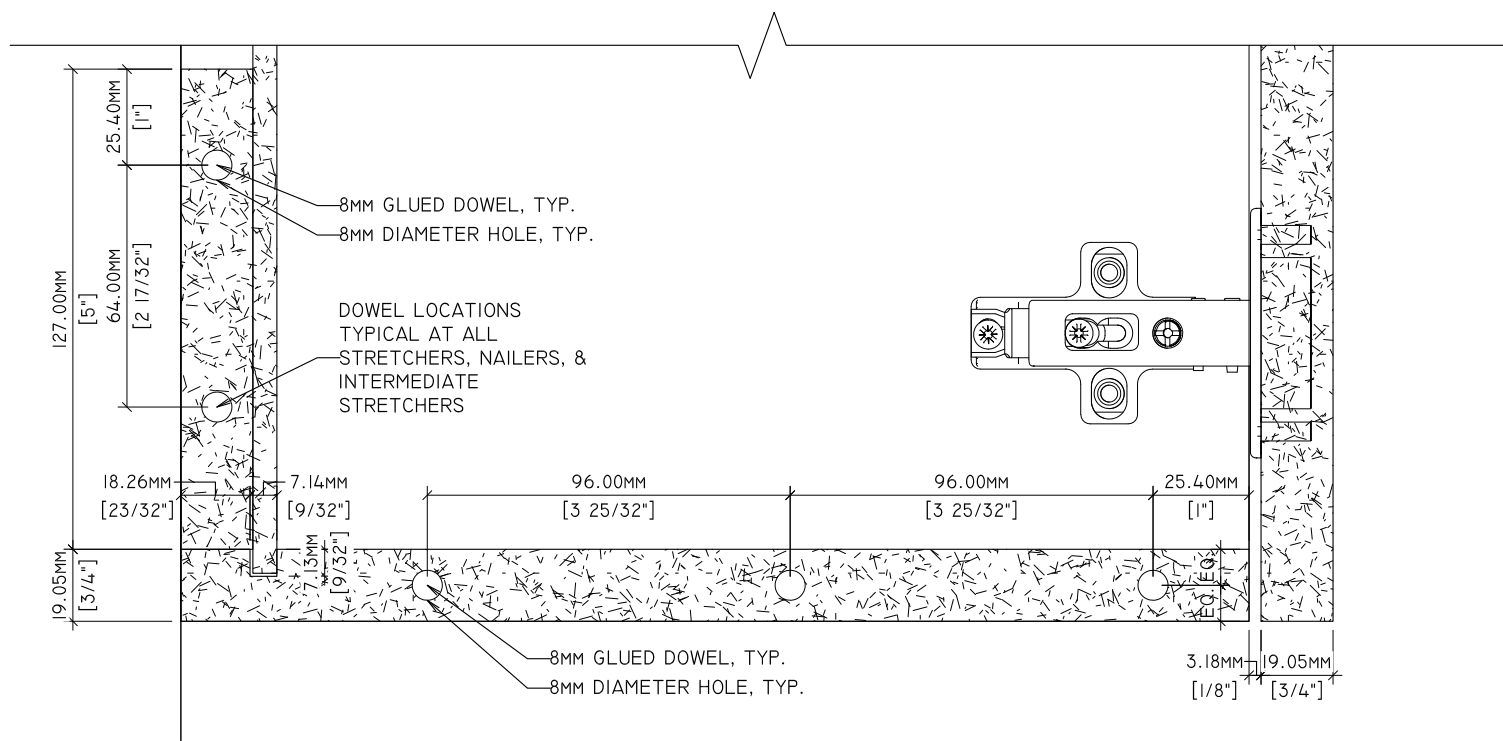 25.40MM
[1"]
8MM GLUED DOWEL, TYP.
8MM DIAMETER HOLE, TYP.
127.00MM
[5"]
64.00MM
[2 17/32"]
DOWEL LOCATIONS
TYPICAL AT ALL
STRETCHERS, NAILERS, &
INTERMEDIATE
STRETCHERS
18.26MM
[23/32"]
7.14MM
[9/32"]
96.00MM
[3 25/32"]
96.00MM
[3 25/32"]
25.40MM
[1"]
19.05MM
[3/4"]
7.13MM
[9/32"]
EQ
EQ
8MM GLUED DOWEL, TYP.
8MM DIAMETER HOLE, TYP.
3.18MM
[1/8"]
19.05MM
[3/4"]